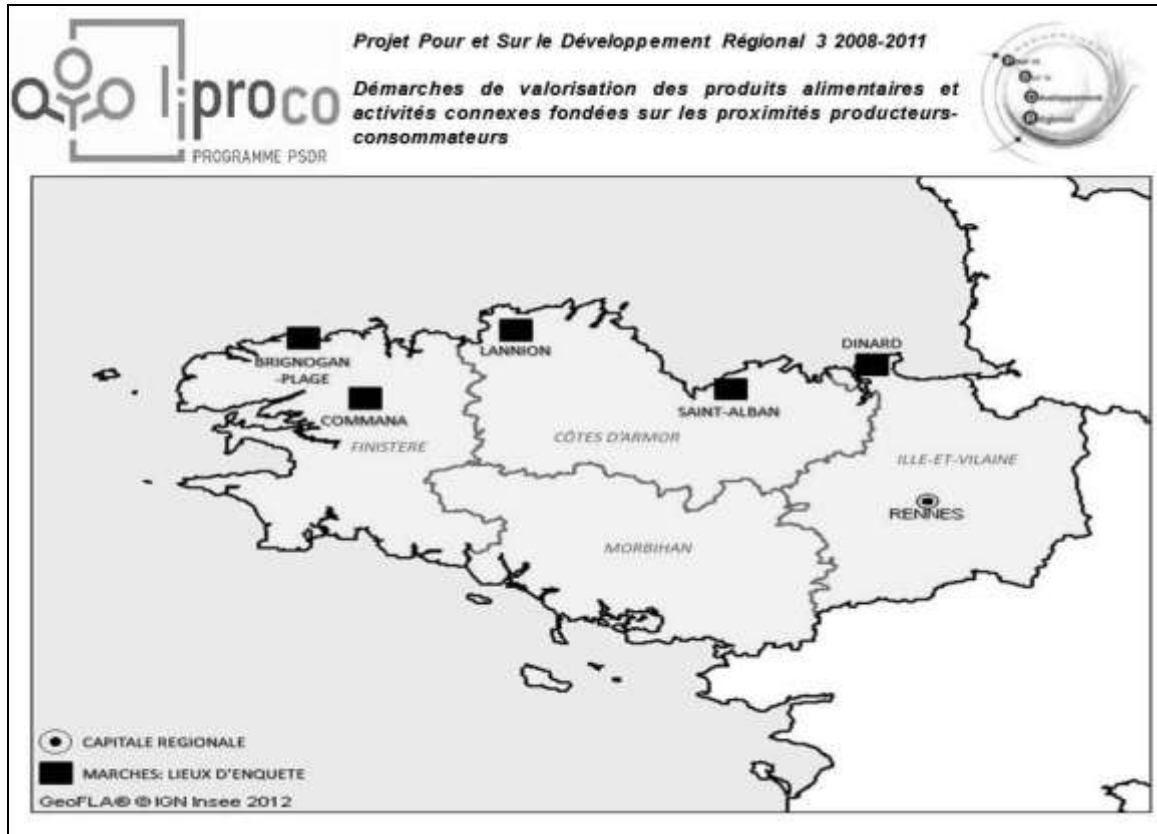 Projet Pour et Sur le Développement Régional 3 2008-2011
Démarches de valorisation des produits alimentaires et
activités connexes fondées sur les proximités producteurs-
consommateurs
liproco
PROGRAMME PSDR
BRIGNOGAN
-PLAGE
LANNION
DINARD
COMMANA
SAINT-ALBAN
FINISTERE
CÔTES D'ARMOR
ILLE-ET-VILAINE
RENNES
MORBIHAN
CAPITALE REGIONALE
MARCHES: LIEUX D'ENQUETE
GeoFLA® © IGN Insee 2012